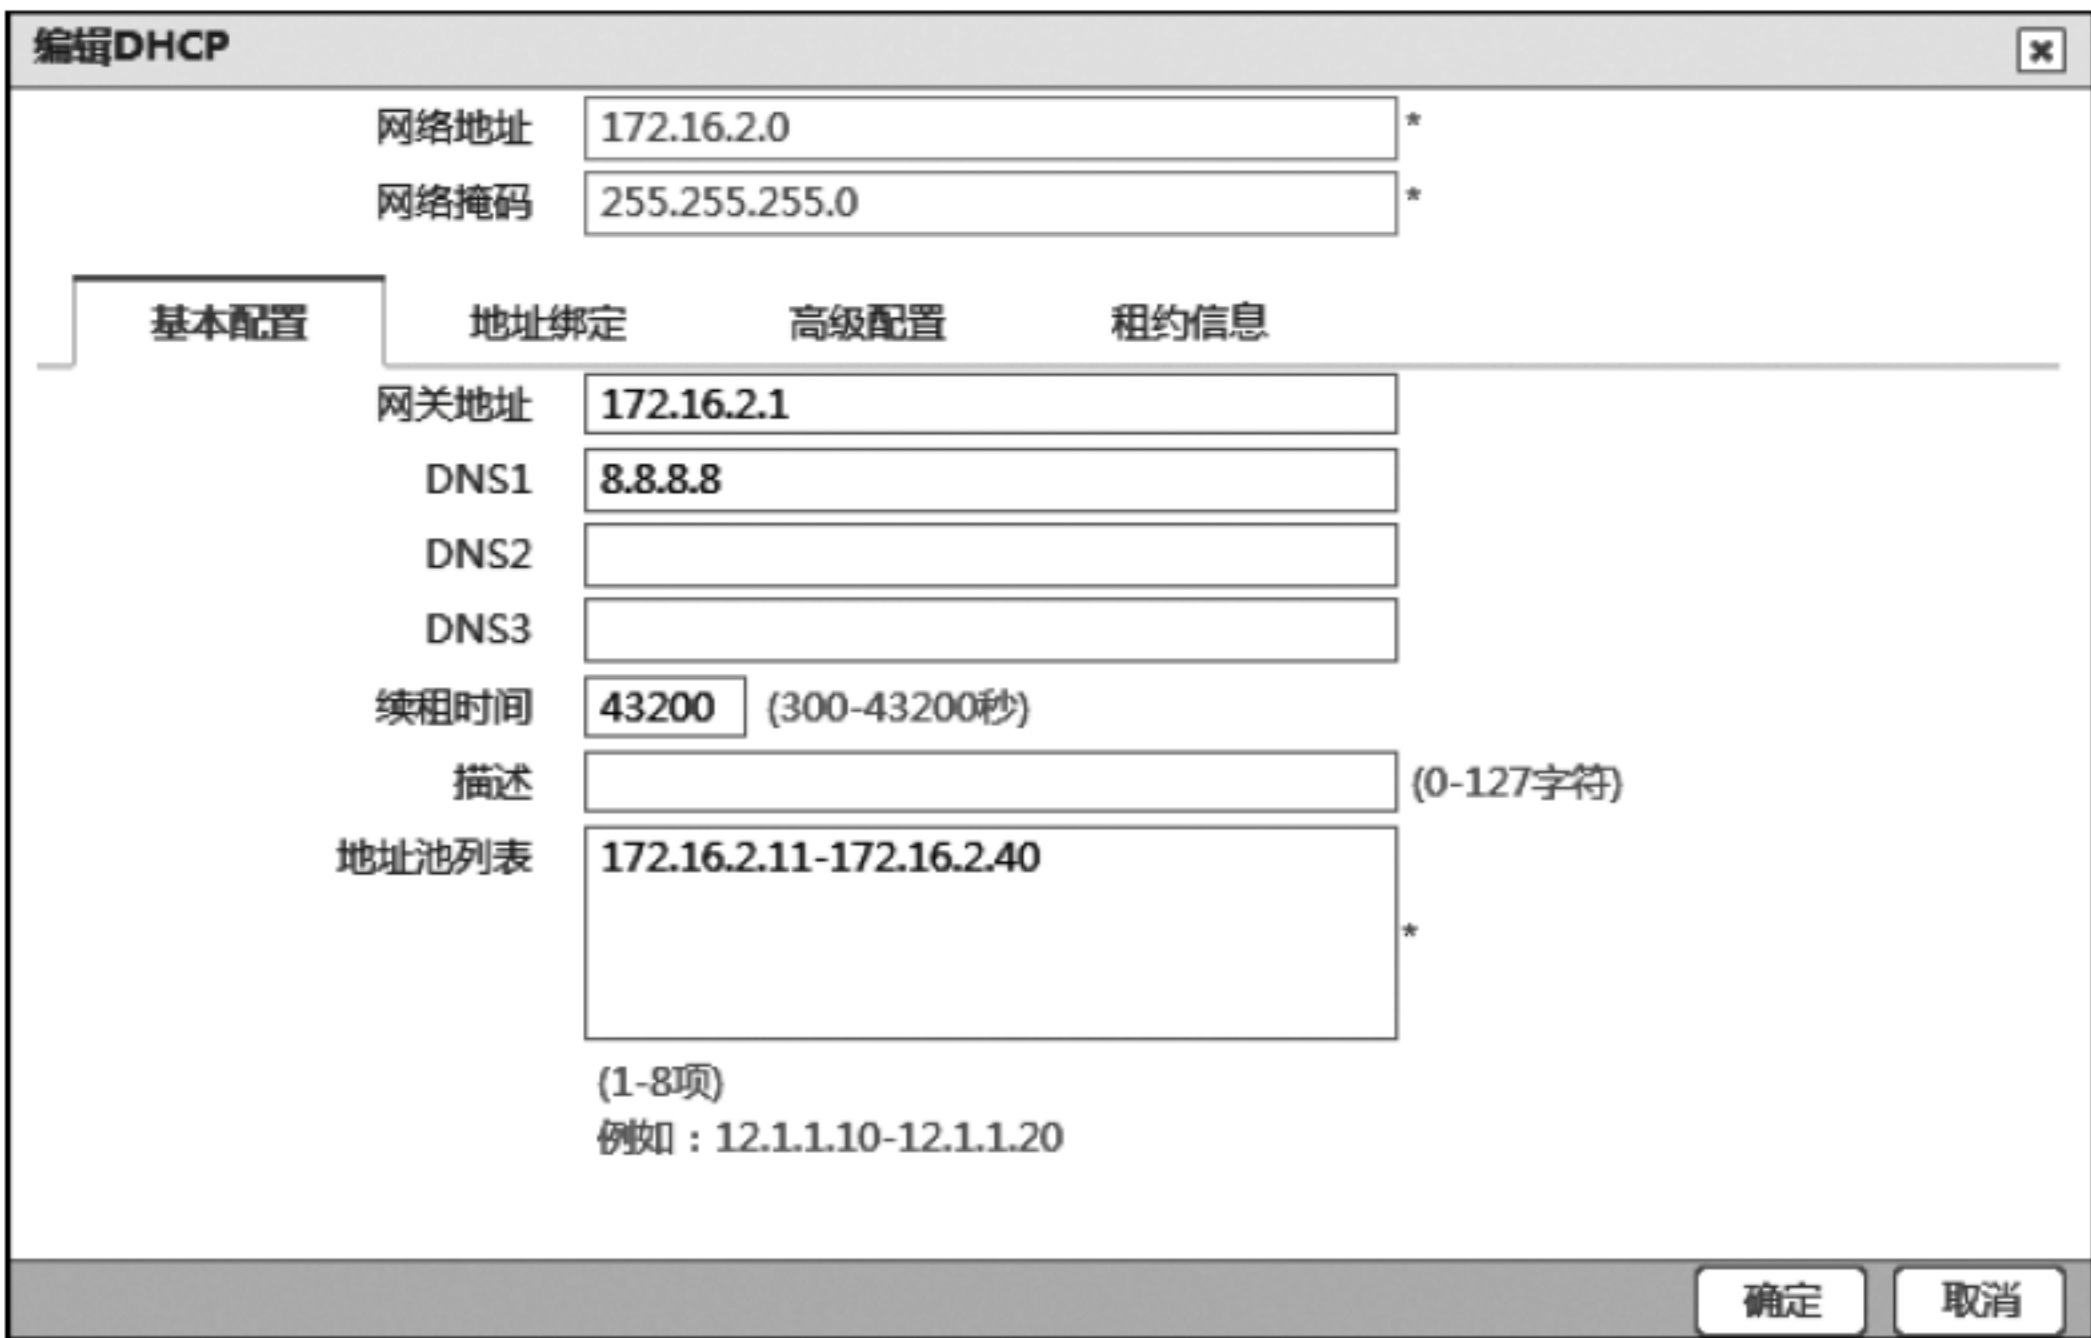 编辑DHCP
网络地址 172.16.2.0 *
网络掩码 255.255.255.0 *
基本配置 地址绑定 高级配置 租约信息
网关地址 172.16.2.1
DNS1 8.8.8.8
DNS2
DNS3
续租时间 43200 (300-43200秒)
描述 (0-127字符)
地址池列表 172.16.2.11-172.16.2.40
*
(1-8项)
例如：12.1.1.10-12.1.1.20
确定 取消